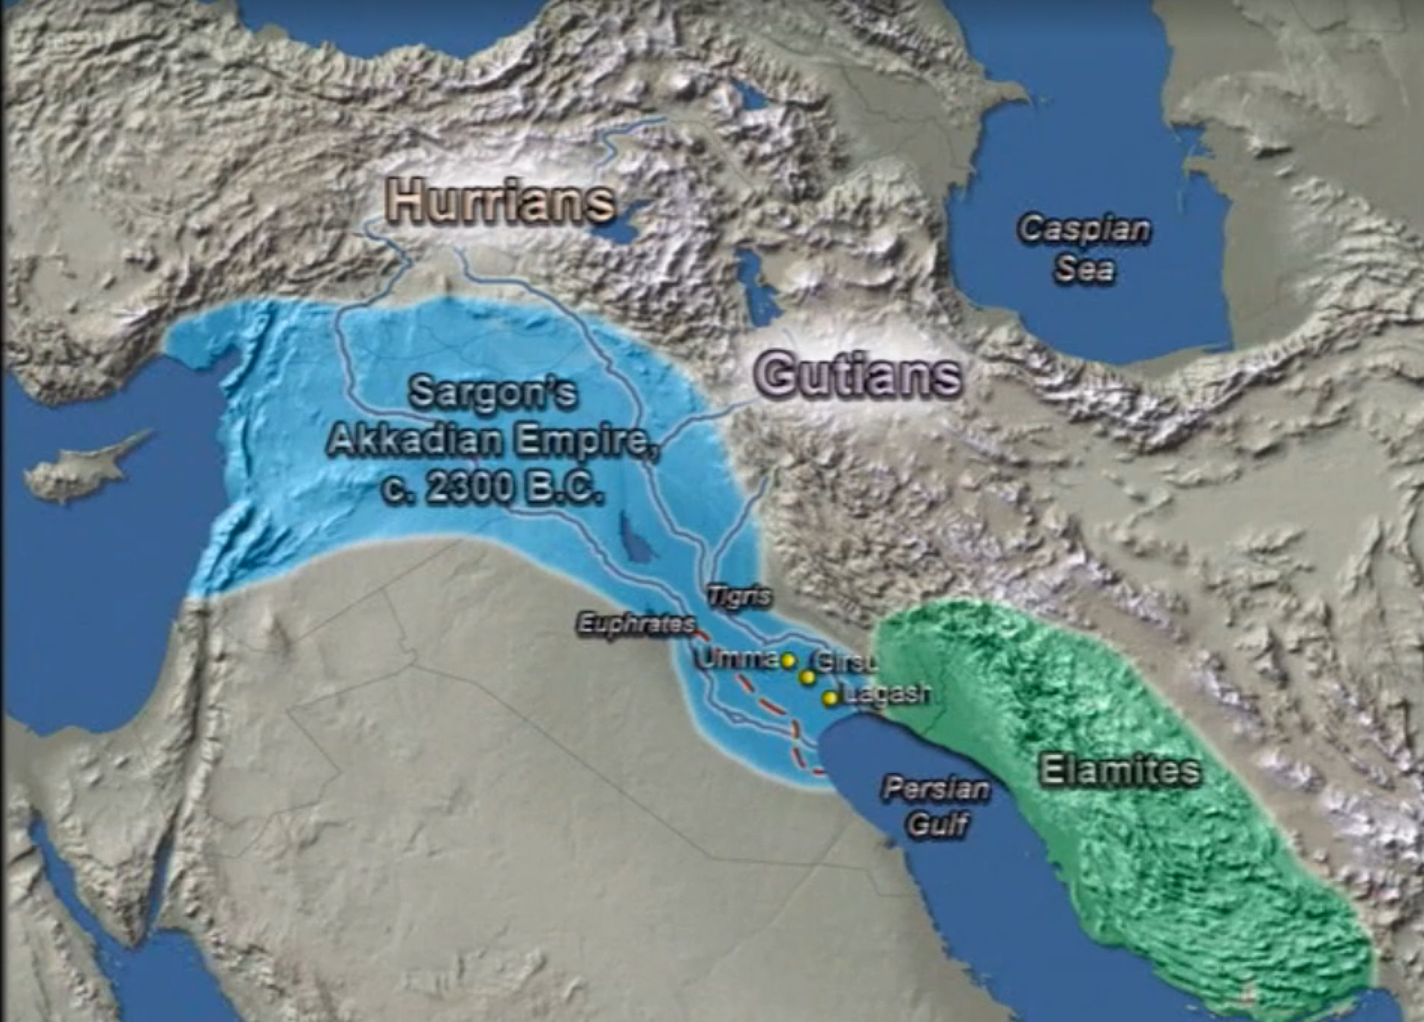 Hurrians
Caspian
Sea
Gutians
Sargon's
Akkadian Empire,
c. 2300 B.C.
Tigris
Euphrates
Umma
Girsu
Lagash
Elamites
Persian
Gulf